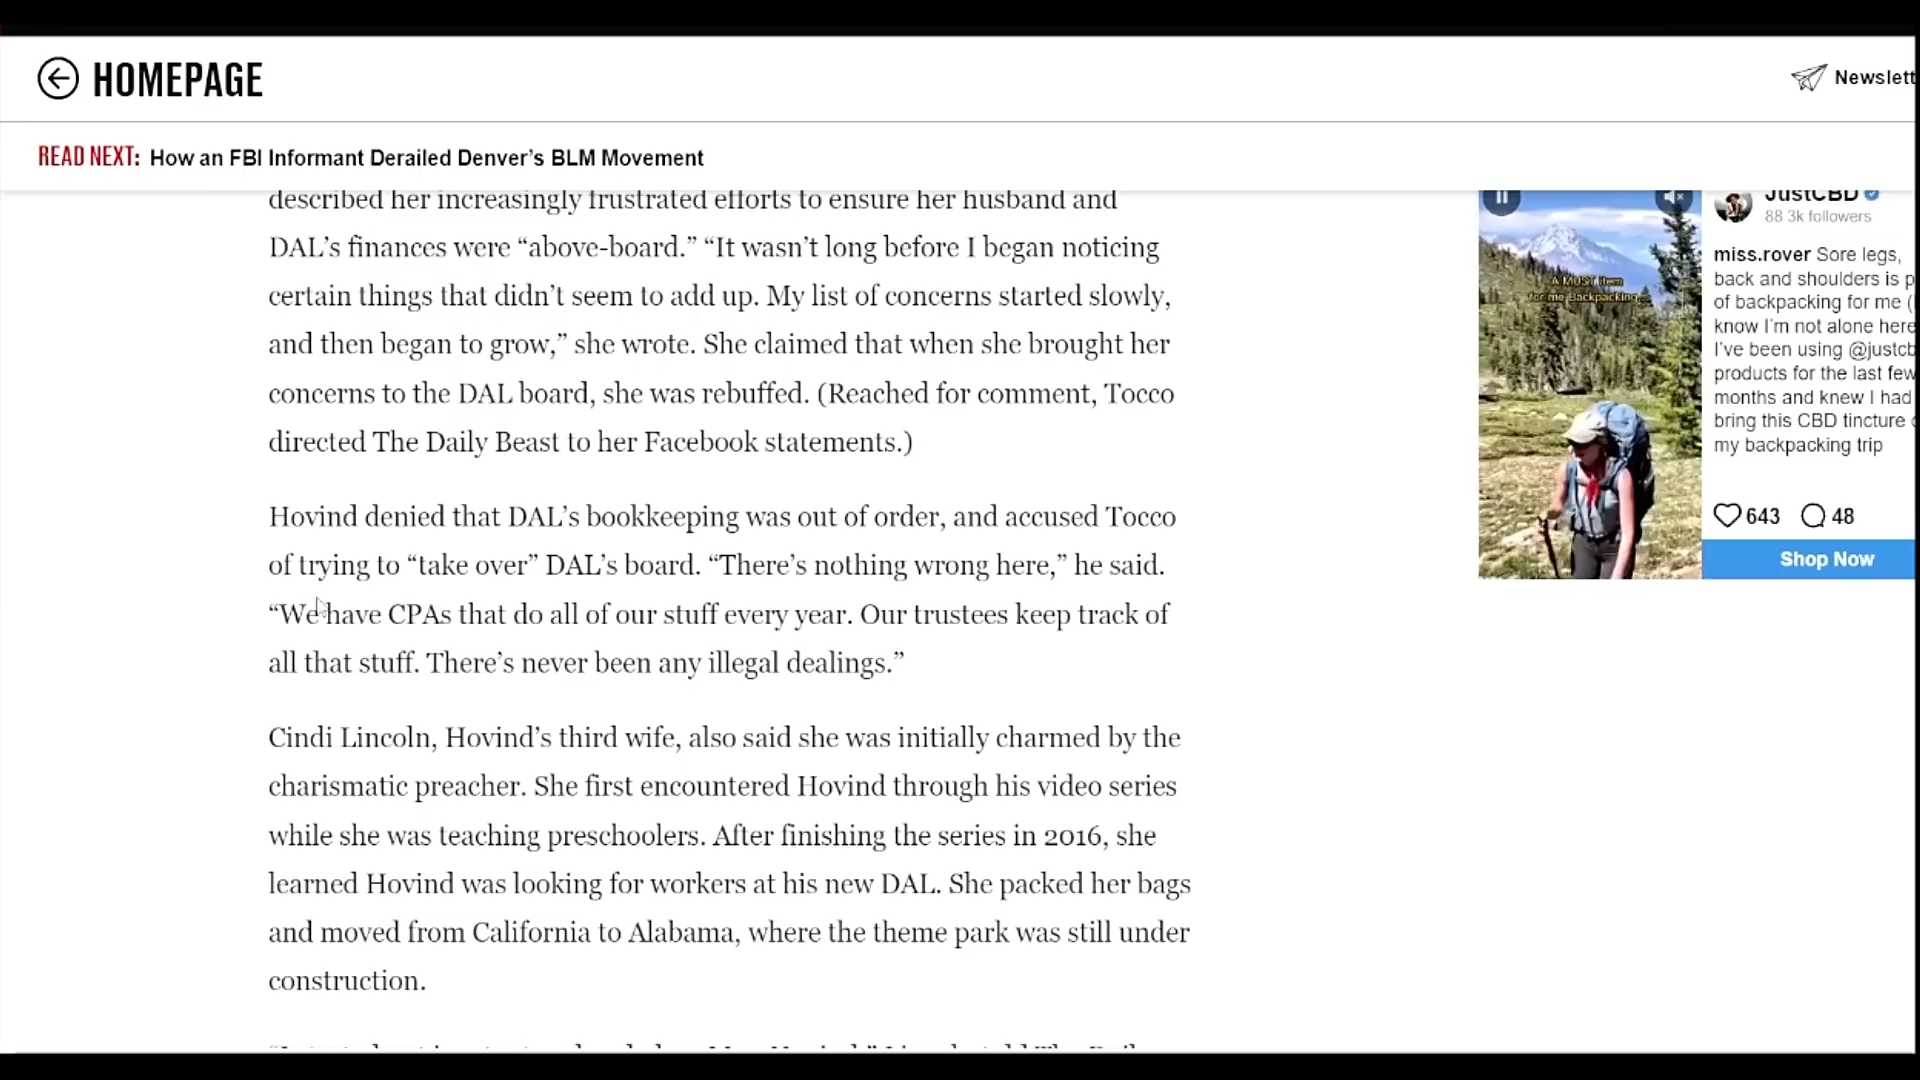 HOMEPAGE
Newslett
READ NEXT: How an FBI Informant Derailed Denver’s BLM Movement
described her increasingly frustrated efforts to ensure her husband and
DAL’s finances were “above-board.” “It wasn’t long before I began noticing
certain things that didn’t seem to add up. My list of concerns started slowly,
and then began to grow,” she wrote. She claimed that when she brought her
concerns to the DAL board, she was rebuffed. (Reached for comment, Tocco
directed The Daily Beast to her Facebook statements.)
Hovind denied that DAL’s bookkeeping was out of order, and accused Tocco
of trying to “take over” DAL’s board. “There’s nothing wrong here,” he said.
“We have CPAs that do all of our stuff every year. Our trustees keep track of
all that stuff. There’s never been any illegal dealings.”
Cindi Lincoln, Hovind’s third wife, also said she was initially charmed by the
charismatic preacher. She first encountered Hovind through his video series
while she was teaching preschoolers. After finishing the series in 2016, she
learned Hovind was looking for workers at his new DAL. She packed her bags
and moved from California to Alabama, where the theme park was still under
construction.
A MUST item
for me Backpacking
JustCBD
88 3k followers
miss.rover Sore legs,
back and shoulders is p
of backpacking for me (
know I’m not alone here
I’ve been using @justcb
products for the last few
months and knew I had
bring this CBD tincture
my backpacking trip
643 48
Shop Now